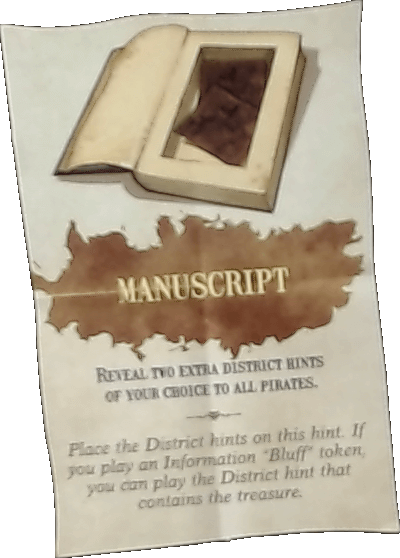 MANUSCRIPT
REVEAL TWO EXTRA DISTRICT HINTS
OF YOUR CHOICE TO ALL PIRATES.
Place the District hints on this hint. If
you play an Information "Bluff" token,
you can play the District hint that
contains the treasure.